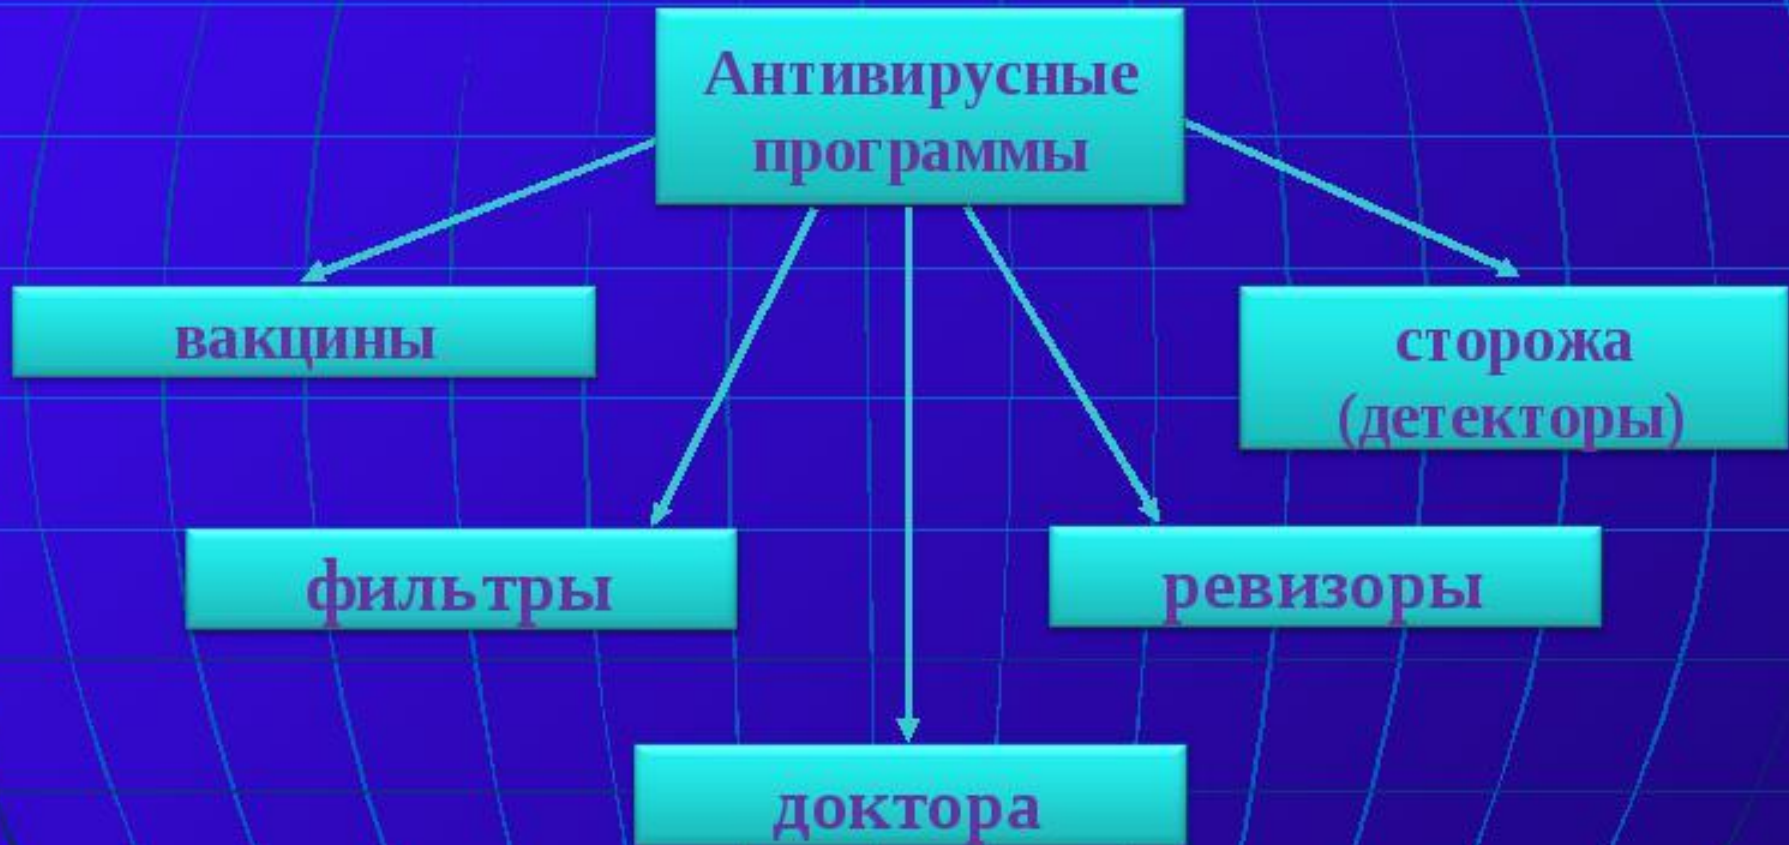 Антивирусные
программы
вакцины
сторожа
(детекторы)
фильтры
ревизоры
доктора